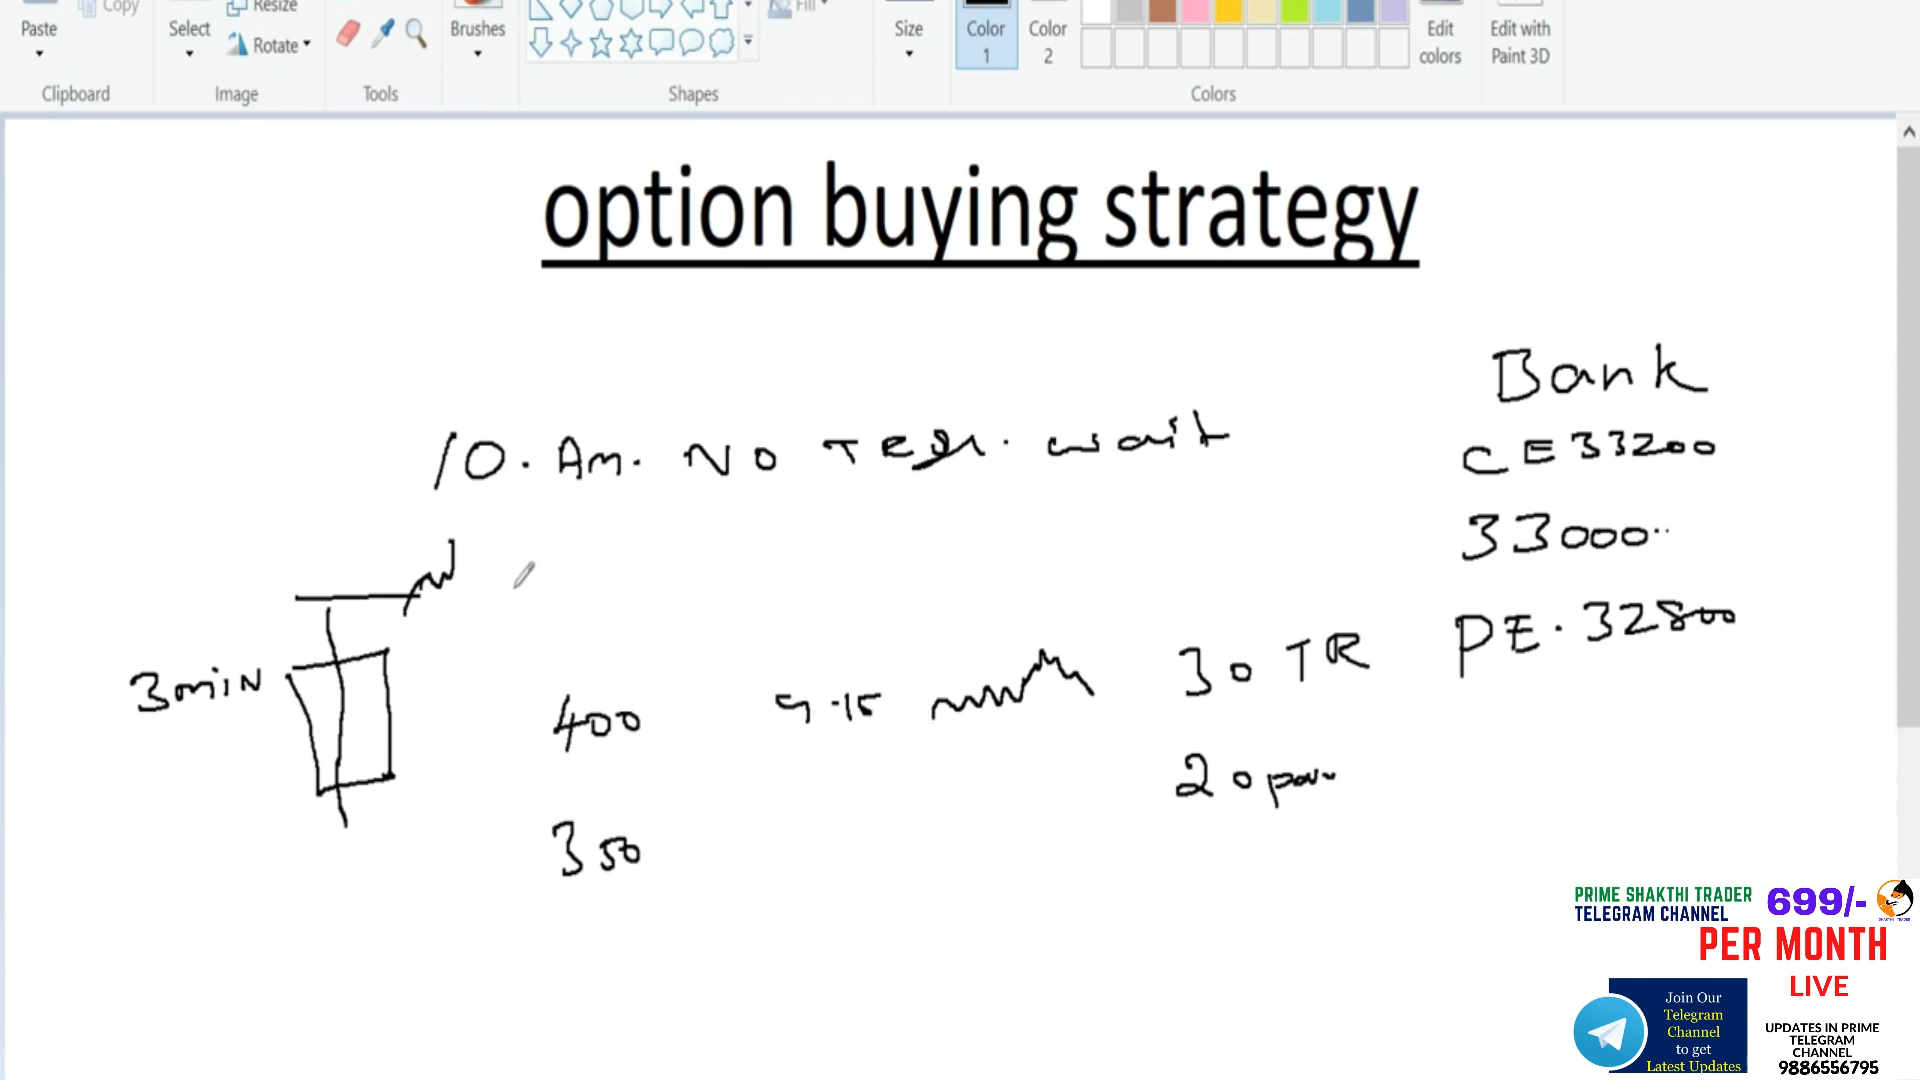 Copy
Resize
Fill
Paste
Select
Rotate
Brushes
Size
Color 1
Color 2
Edit colors
Edit with Paint 3D
Clipboard
Image
Tools
Shapes
Colors
option buying strategy
Bank
10. Am. NO wait
CE 33200
33000
PE. 32800
3 miN
400
9.15
30 TR
20
350
PRIME SHAKTHI TRADER
TELEGRAM CHANNEL
699/-
PER MONTH
LIVE
Join Our
Telegram
Channel
to get
Latest Updates
UPDATES IN PRIME
TELEGRAM
CHANNEL
9886556795